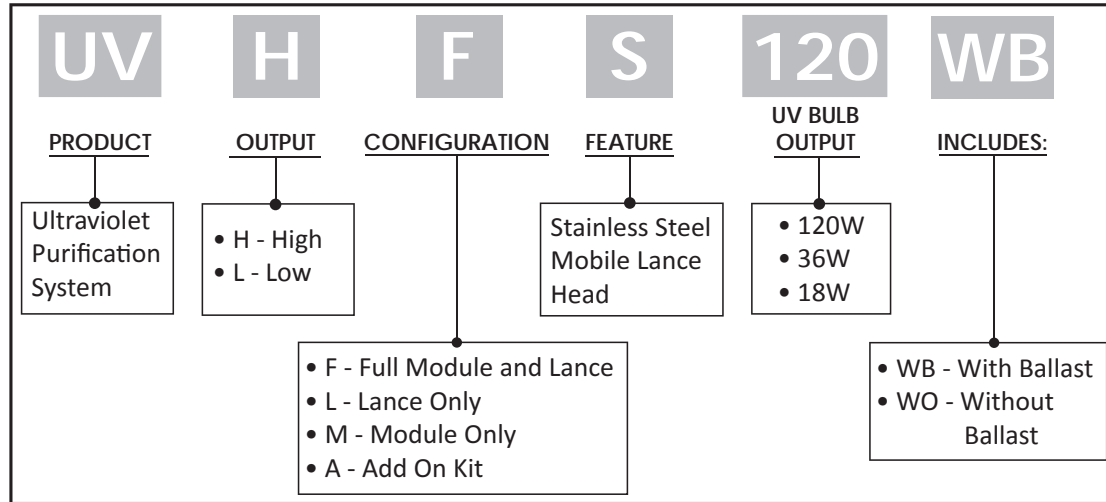 UV H F S 120 WB
PRODUCT
OUTPUT
CONFIGURATION
FEATURE
UV BULB
OUTPUT
INCLUDES:
Ultraviolet
Purification
System
• H - High
• L - Low
Stainless Steel
Mobile Lance
Head
• 120W
• 36W
• 18W
• F - Full Module and Lance
• L - Lance Only
• M - Module Only
• A - Add On Kit
• WB - With Ballast
• WO - Without
Ballast